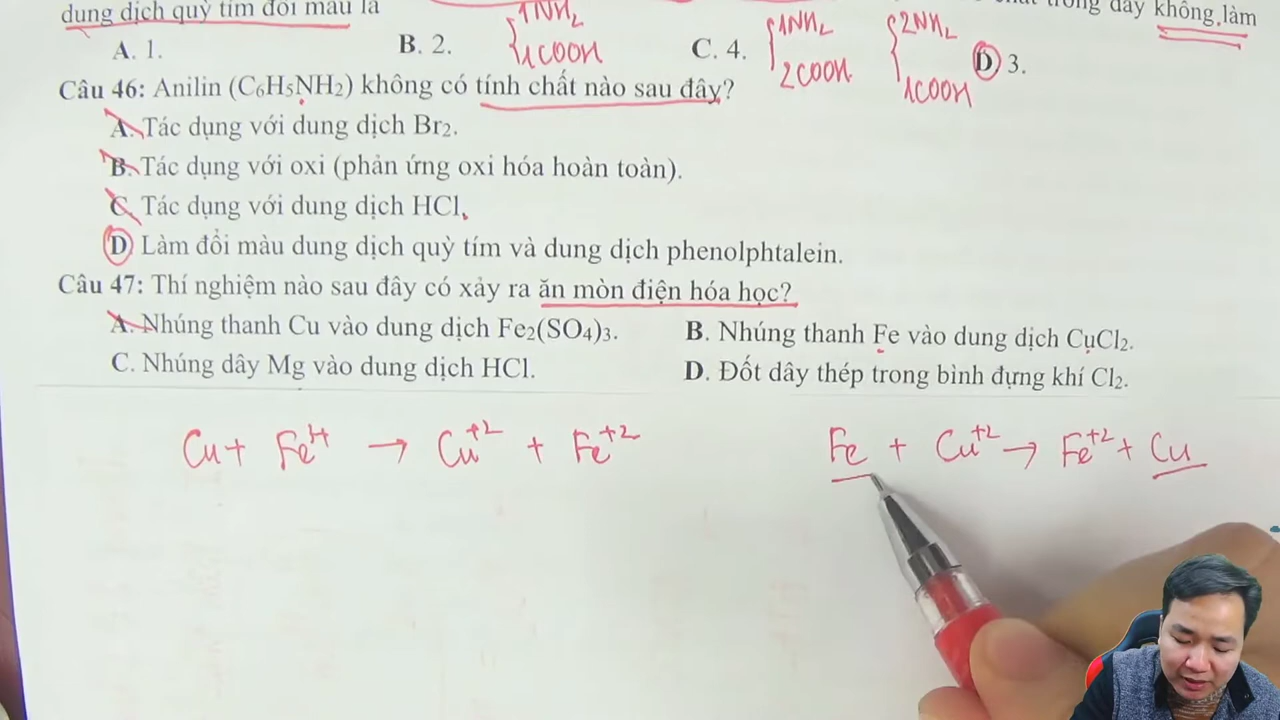 dung dịch quỳ tím đổi màu là
trong dãy không làm
A. 1.
B. 2.
1NH2
1COOH
C. 4.
1NH2
2COOH
2NH2
1COOH
D 3.
Câu 46: Anilin (C6H5NH2) không có tính chất nào sau đây?
A. Tác dụng với dung dịch Br2.
B. Tác dụng với oxi (phản ứng oxi hóa hoàn toàn).
C. Tác dụng với dung dịch HCl.
D Làm đổi màu dung dịch quỳ tím và dung dịch phenolphtalein.
Câu 47: Thí nghiệm nào sau đây có xảy ra ăn mòn điện hóa học?
A. Nhúng thanh Cu vào dung dịch Fe2(SO4)3.
B. Nhúng thanh Fe vào dung dịch CuCl2.
C. Nhúng dây Mg vào dung dịch HCl.
D. Đốt dây thép trong bình đựng khí Cl2.
Cu + Fe3+ → Cu+2 + Fe+2
Fe + Cu+2 → Fe+2 + Cu